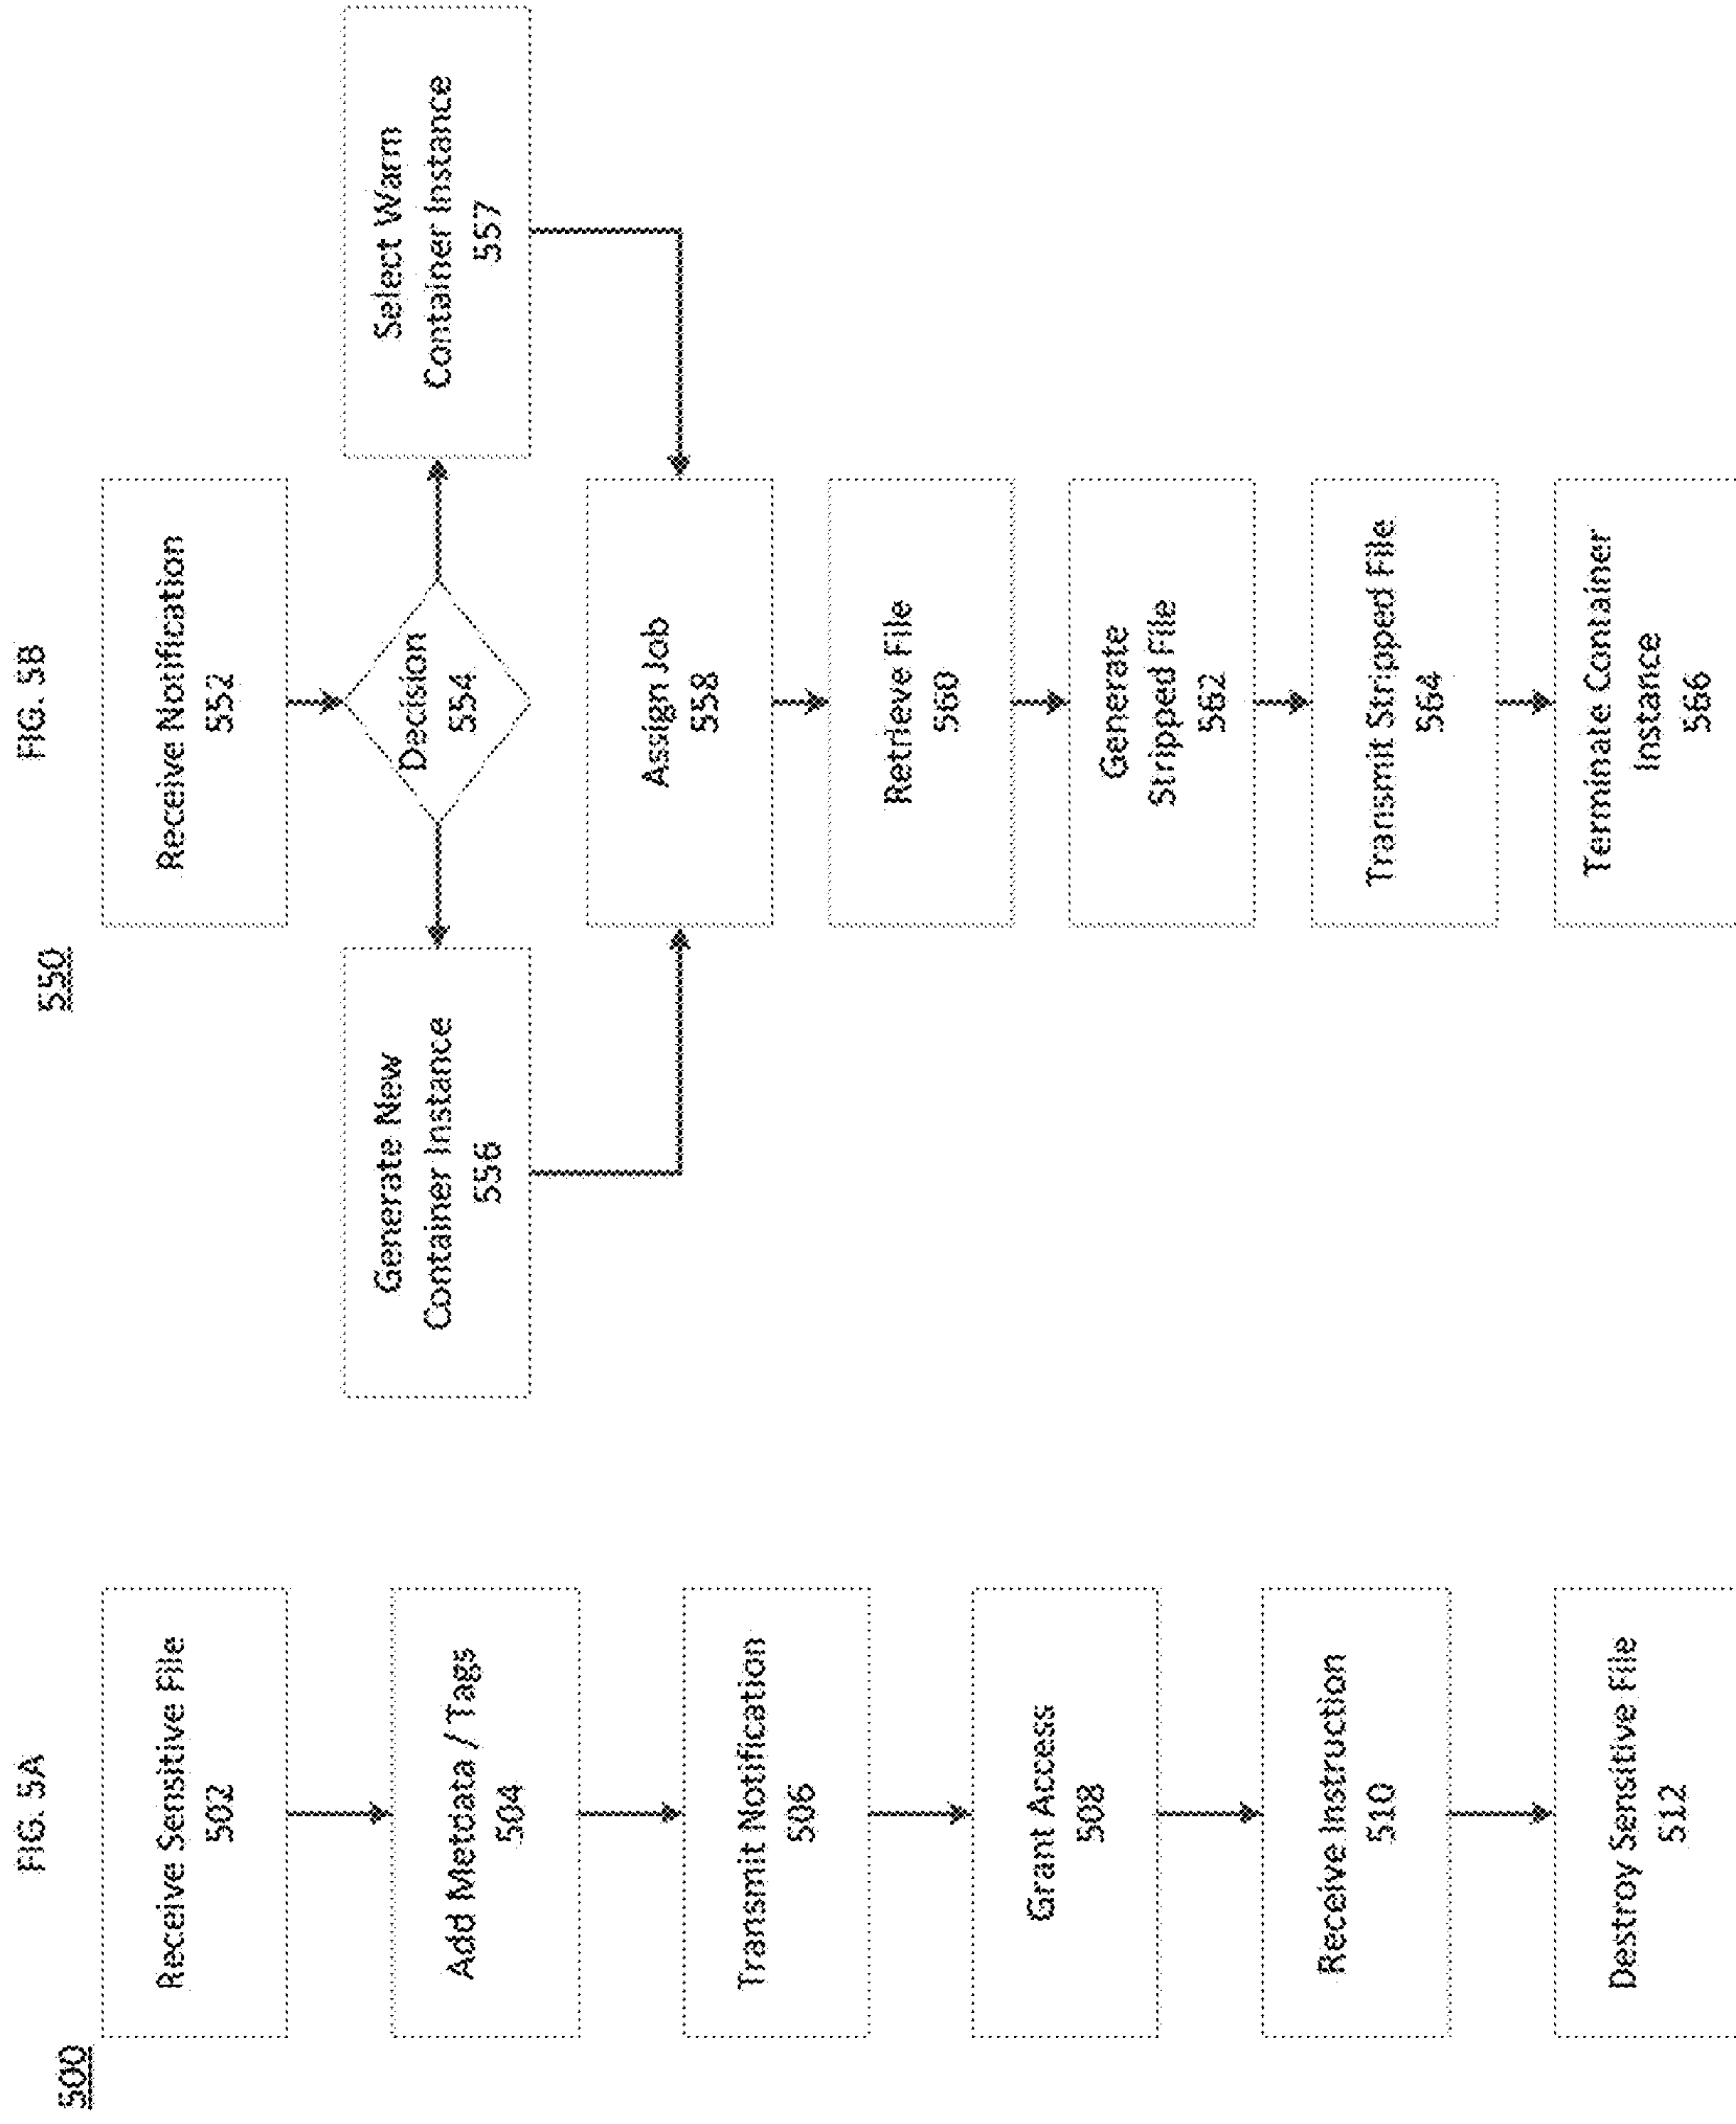 FIG. 5A
500
Receive Sensitive File
502
Add Metdata / Tags
504
Transmit Notification
506
Grant Access
508
Receive Instruction
510
Destroy Sensitive File
512
FIG. 5B
550
Receive Notification
552
Decision
554
Generate New
Container Instance
556
Select Warm
Container Instance
557
Assign Job
558
Retrieve File
560
Generate
Stripped File
562
Transmit Stripped File
564
Terminate Container
Instance
566